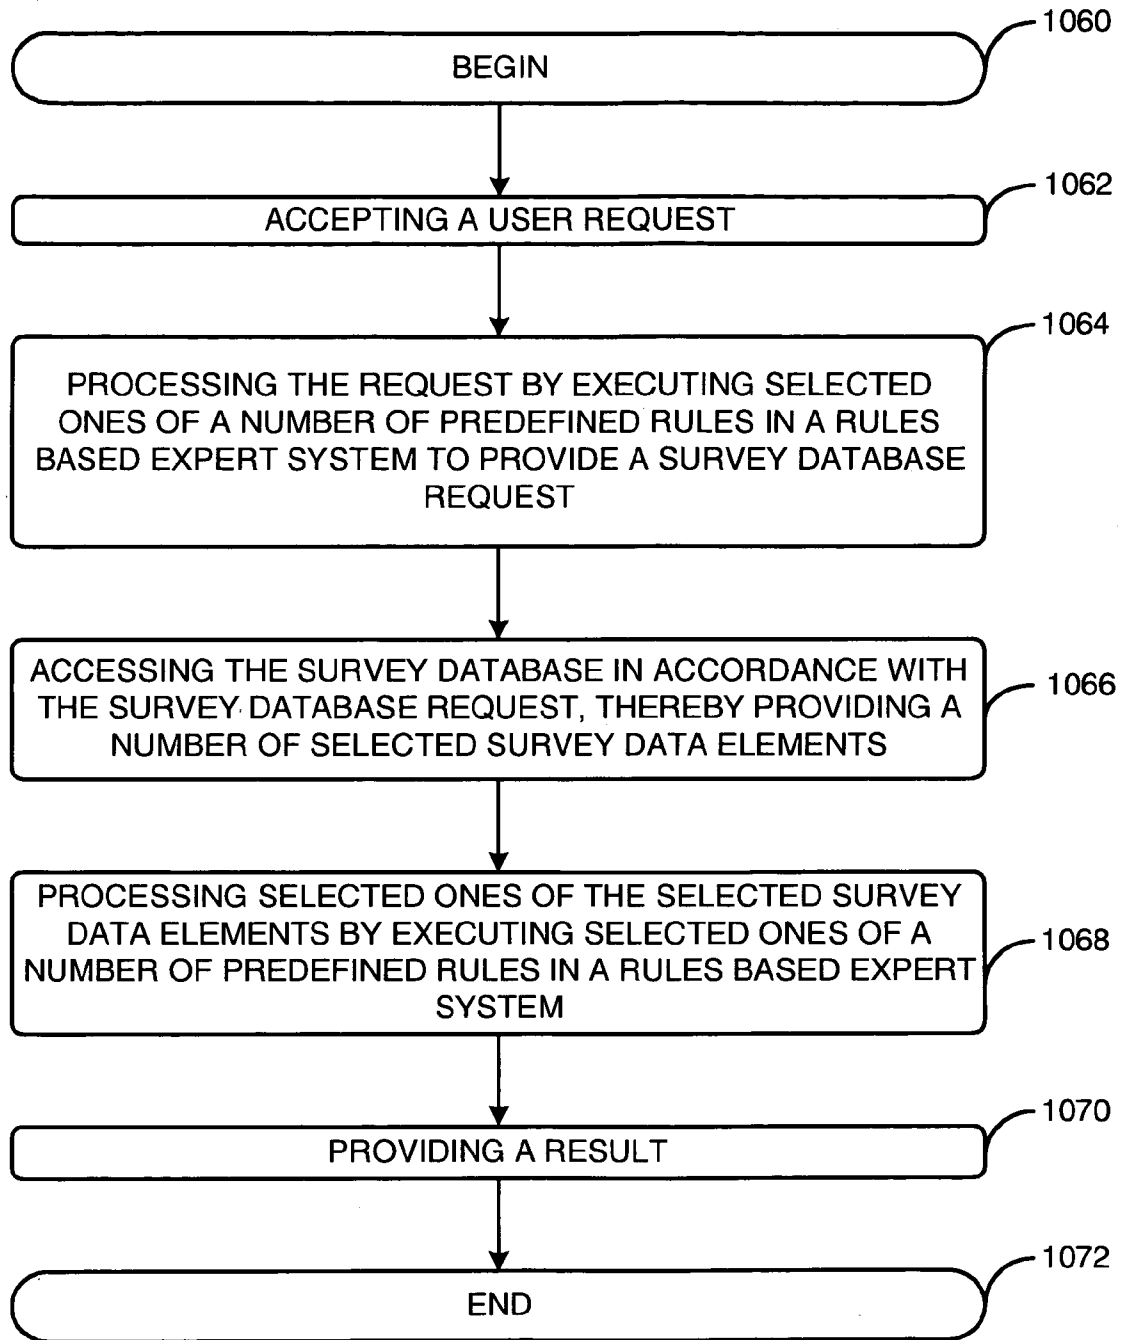 1060
BEGIN
1062
ACCEPTING A USER REQUEST
1064
PROCESSING THE REQUEST BY EXECUTING SELECTED
ONES OF A NUMBER OF PREDEFINED RULES IN A RULES
BASED EXPERT SYSTEM TO PROVIDE A SURVEY DATABASE
REQUEST
ACCESSING THE SURVEY DATABASE IN ACCORDANCE WITH
1066
THE SURVEY DATABASE REQUEST, THEREBY PROVIDING A
NUMBER OF SELECTED SURVEY DATA ELEMENTS
PROCESSING SELECTED ONES OF THE SELECTED SURVEY
DATA ELEMENTS BY EXECUTING SELECTED ONES OF A
1068
NUMBER OF PREDEFINED RULES IN A RULES BASED EXPERT
SYSTEM
1070
PROVIDING A RESULT
1072
END